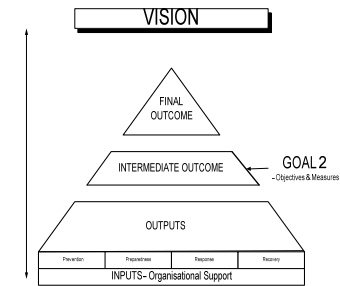 VISION
FINAL
OUTCOME
INTERMEDIATE OUTCOME
GOAL 2
- Objectives & Measures
OUTPUTS
Prevention
Preparedness
Response
Recovery
INPUTS- Organisational Support